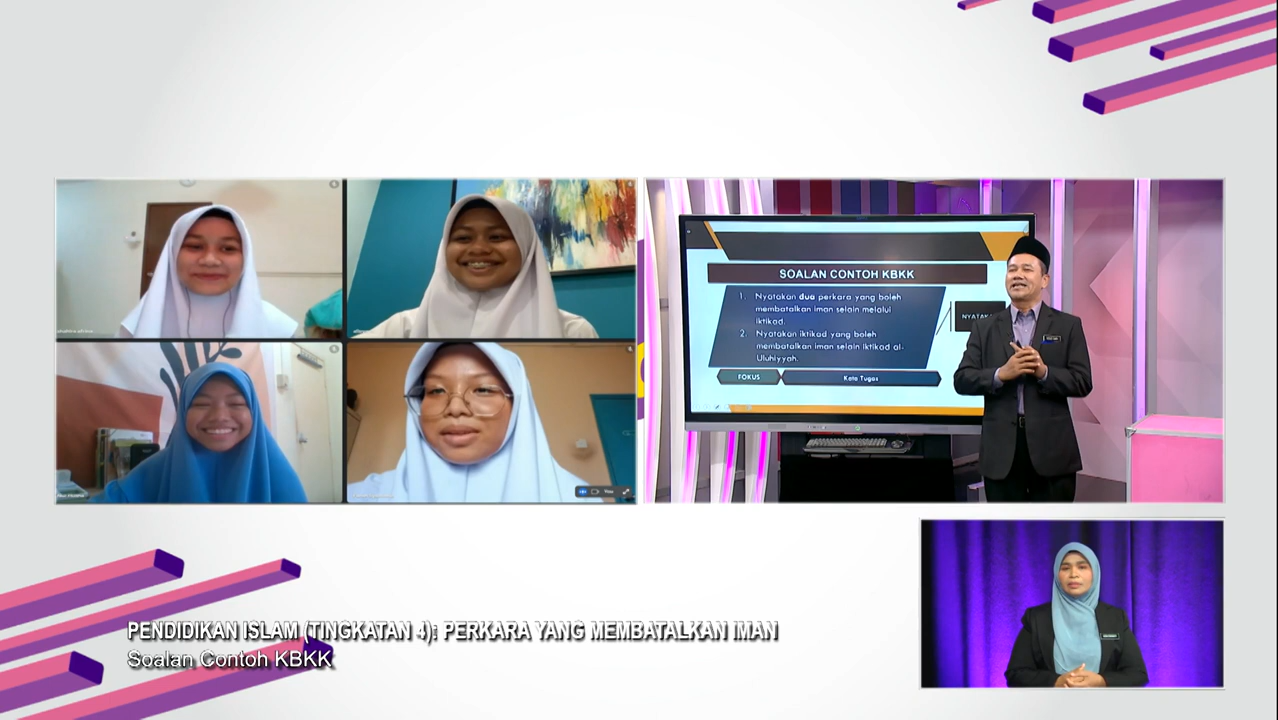 SOALAN CONTOH KBKK
1. Nyatakan dua perkara yang boleh
membatalkan iman selain melalui
iktikad.
2. Nyatakan iktikad yang boleh
membatalkan iman selain iktikad al-
Uluhiyyah.
FOKUS
Kata Tugas
PENDIDIKAN ISLAM (TINGKATAN 4): PERKARA YANG MEMBATALKAN IMAN
Soalan Contoh KBKK